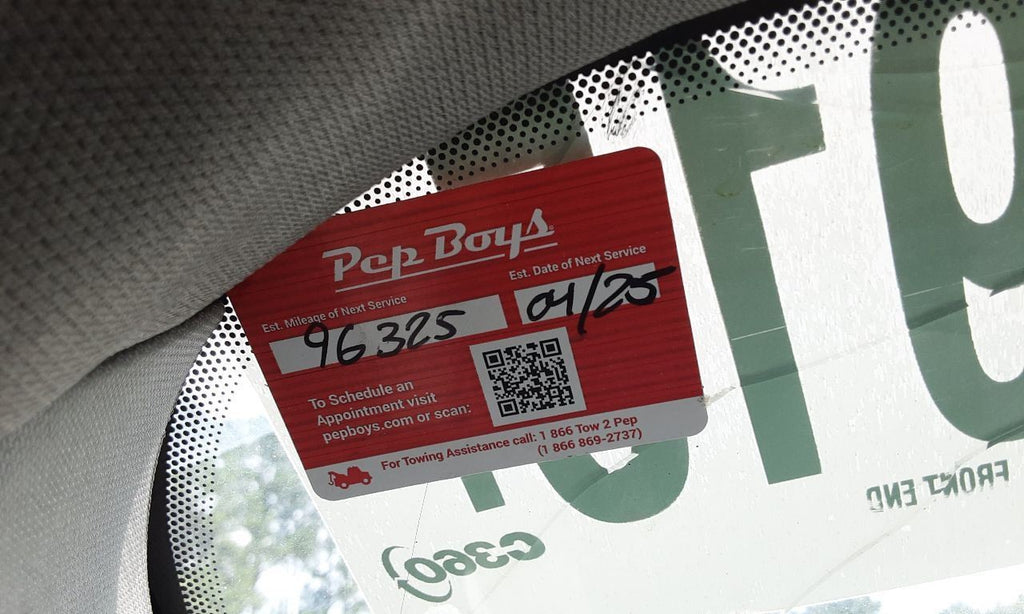 Pep Boys
Est. Mileage of Next Service
96325
Est. Date of Next Service
04/25
To Schedule an
Appointment visit
pepboys.com or scan:
For Towing Assistance call: 1 866 Tow 2 Pep
(1 866 869-2737)
FRONT END